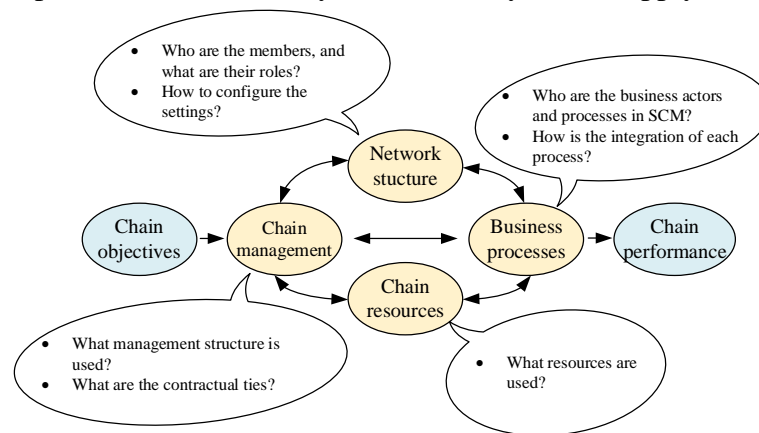 • Who are the members, and
what are their roles?
• How to configure the
settings?
• Who are the business actors
and processes in SCM?
• How is the integration of each
process?
Network
stucture
Chain
objectives
Chain
management
Business
processes
Chain
performance
Chain
resources
• What management structure is
used?
• What are the contractual ties?
• What resources are
used?